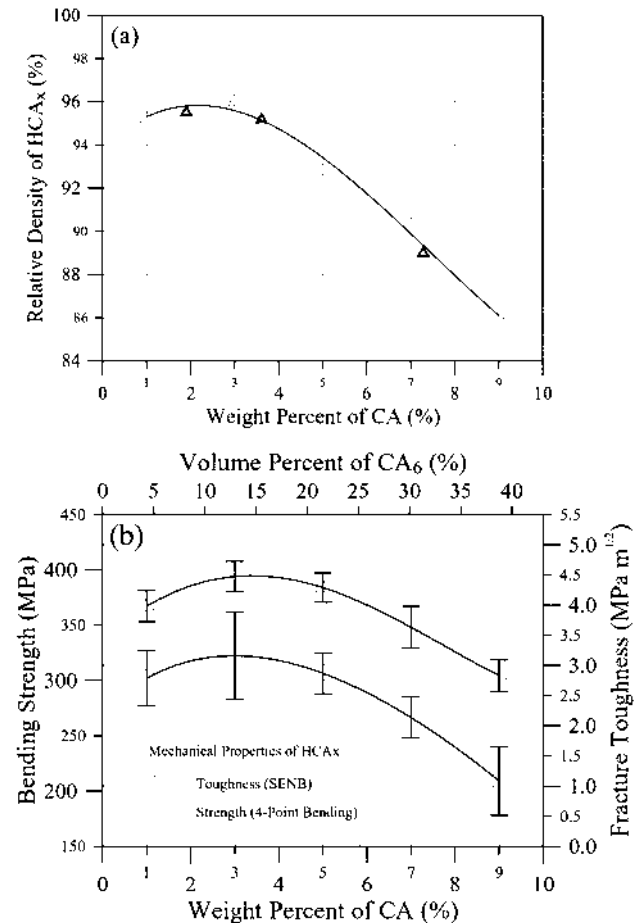 (a)
Relative Density of HCAx (%)
100
98
96
94
92
90
88
86
84
0 1 2 3 4 5 6 7 8 9 10
Weight Percent of CA (%)
Volume Percent of CA6 (%)
0 5 10 15 20 25 30 35 40
(b)
Bending Strength (MPa)
450
400
350
300
250
200
150
5.5
5.0
4.5
4.0
3.5
3.0
2.5
2.0
1.5
1.0
0.5
0.0
Fracture Toughness (MPa m^1/2)
Mechanical Properties of HCAx
Toughness (SENB)
Strength (4-Point Bending)
0 1 2 3 4 5 6 7 8 9 10
Weight Percent of CA (%)